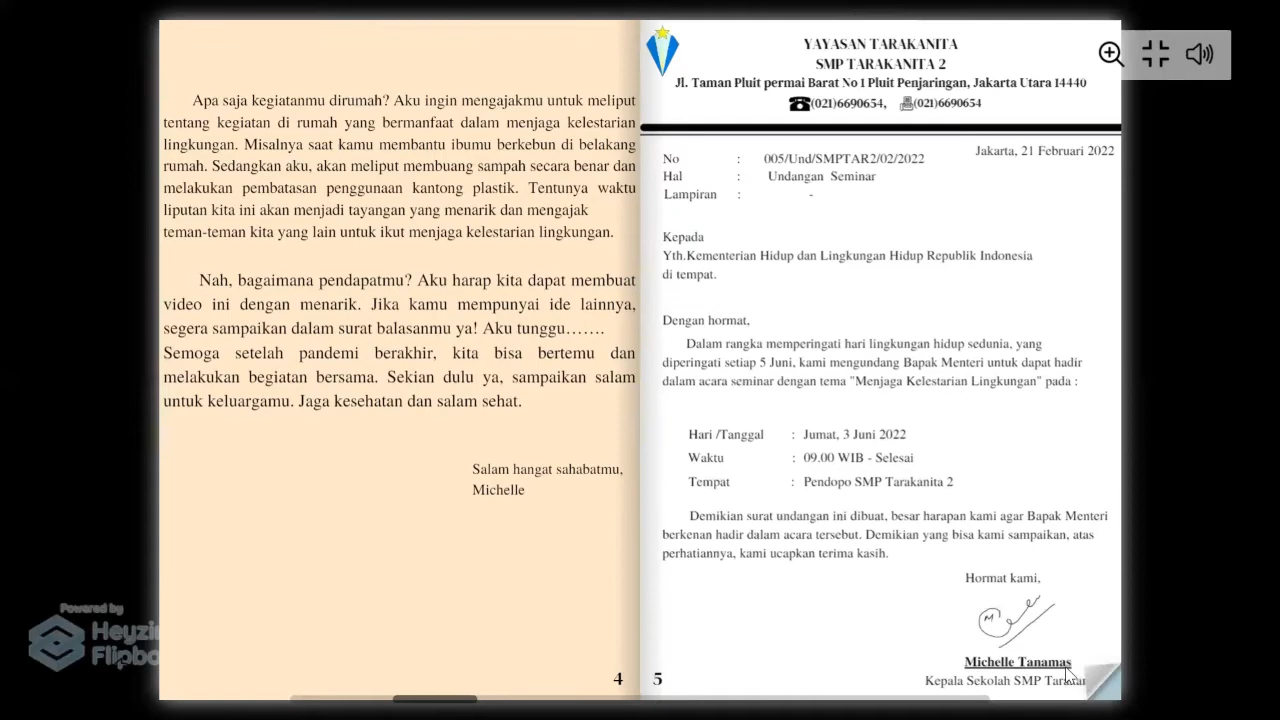 Apa saja kegiatanmu dirumah? Aku ingin mengajakmu untuk meliput
tentang kegiatan di rumah yang bermanfaat dalam menjaga kelestarian
lingkungan. Misalnya saat kamu membantu ibumu berkebun di belakang
rumah. Sedangkan aku, akan meliput membuang sampah secara benar dan
melakukan pembatasan penggunaan kantong plastik. Tentunya waktu
liputan kita ini akan menjadi tayangan yang menarik dan mengajak
teman-teman kita yang lain untuk ikut menjaga kelestarian lingkungan.
Nah, bagaimana pendapatmu? Aku harap kita dapat membuat
video ini dengan menarik. Jika kamu mempunyai ide lainnya,
segera sampaikan dalam surat balasanmu ya! Aku tunggu…….
Semoga setelah pandemi berakhir, kita bisa bertemu dan
melakukan begiatan bersama. Sekian dulu ya, sampaikan salam
untuk keluargamu. Jaga kesehatan dan salam sehat.
Salam hangat sahabatmu,
Michelle
4
Powered by
YAYASAN TARAKANITA
SMP TARAKANITA 2
Jl. Taman Pluit permai Barat No 1 Pluit Penjaringan, Jakarta Utara 14440
(021)6690654, (021)6690654
Jakarta, 21 Februari 2022
No : 005/Und/SMPTAR2/02/2022
Hal : Undangan Seminar
Lampiran : -
Kepada
Yth.Kementerian Hidup dan Lingkungan Hidup Republik Indonesia
di tempat.
Dengan hormat,
Dalam rangka memperingati hari lingkungan hidup sedunia, yang
diperingati setiap 5 Juni, kami mengundang Bapak Menteri untuk dapat hadir
dalam acara seminar dengan tema "Menjaga Kelestarian Lingkungan" pada :
Hari /Tanggal : Jumat, 3 Juni 2022
Waktu : 09.00 WIB - Selesai
Tempat : Pendopo SMP Tarakanita 2
Demikian surat undangan ini dibuat, besar harapan kami agar Bapak Menteri
berkenan hadir dalam acara tersebut. Demikian yang bisa kami sampaikan, atas
perhatiannya, kami ucapkan terima kasih.
Hormat kami,
Michelle Tanamas
Kepala Sekolah SMP
5